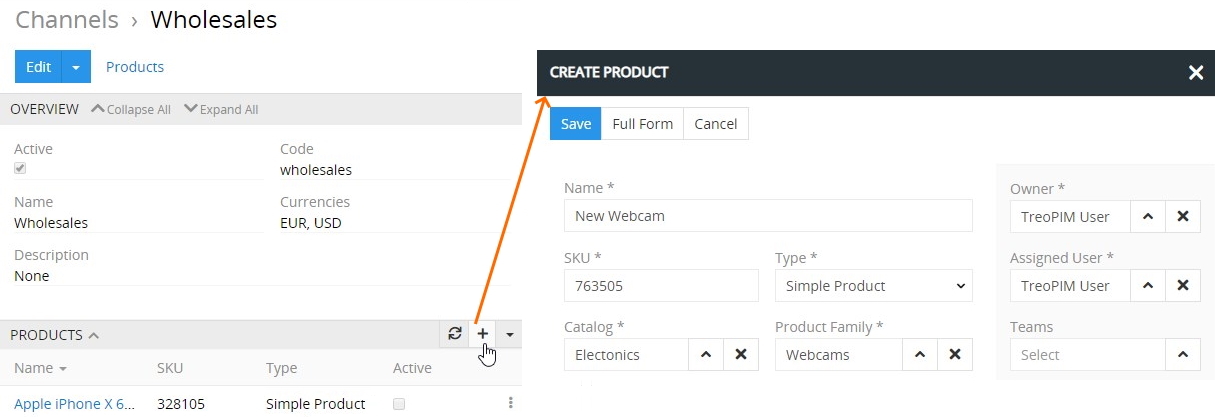 Channels › Wholesales
Edit Products
OVERVIEW Collapse All Expand All
Active Code
wholesales
Name Currencies
Wholesales EUR, USD
Description
None
PRODUCTS
Name SKU Type Active
Apple iPhone X 6... 328105 Simple Product
CREATE PRODUCT
Save Full Form Cancel
Name *
New Webcam
SKU * Type *
763505 Simple Product
Catalog * Product Family *
Electonics Webcams
Owner *
TreoPIM User
Assigned User *
TreoPIM User
Teams
Select